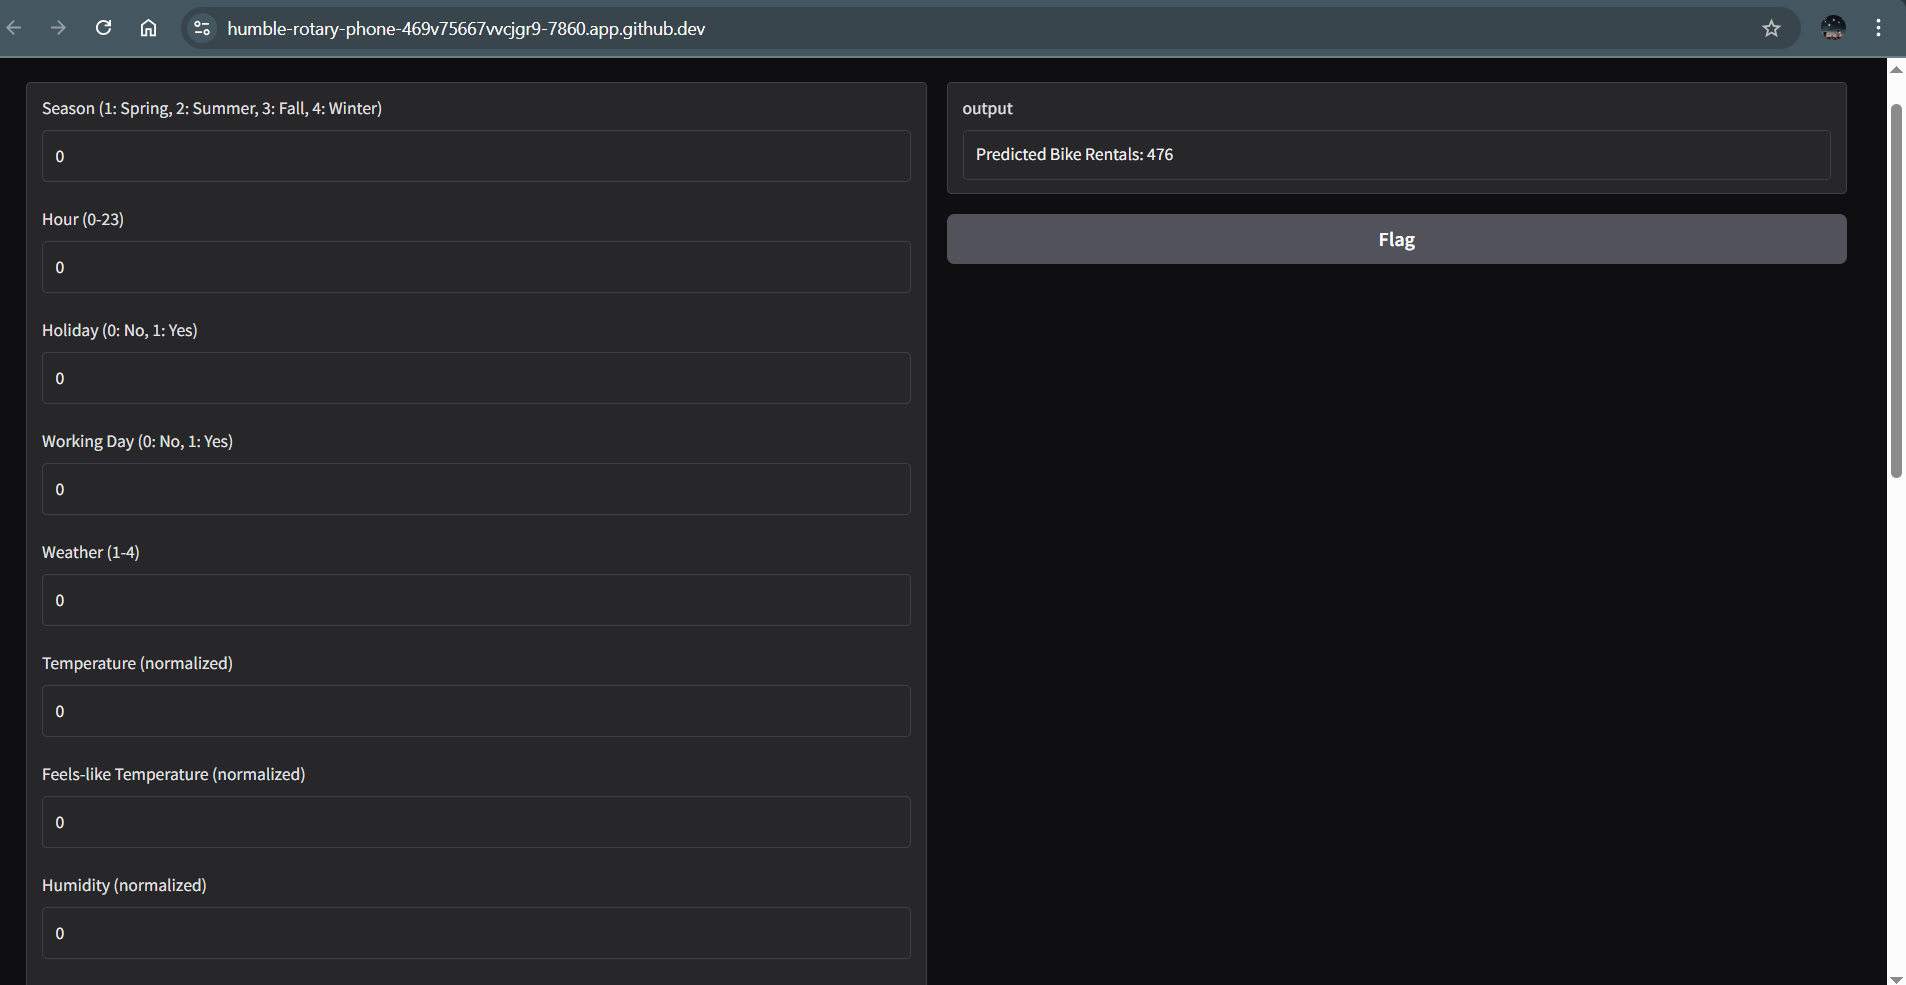 humble-rotary-phone-469v75667vvcjgr9-7860.app.github.dev
Season (1: Spring, 2: Summer, 3: Fall, 4: Winter)
0
Hour (0-23)
0
Holiday (0: No, 1: Yes)
0
Working Day (0: No, 1: Yes)
0
Weather (1-4)
0
Temperature (normalized)
0
Feels-like Temperature (normalized)
0
Humidity (normalized)
0
output
Predicted Bike Rentals: 476
Flag